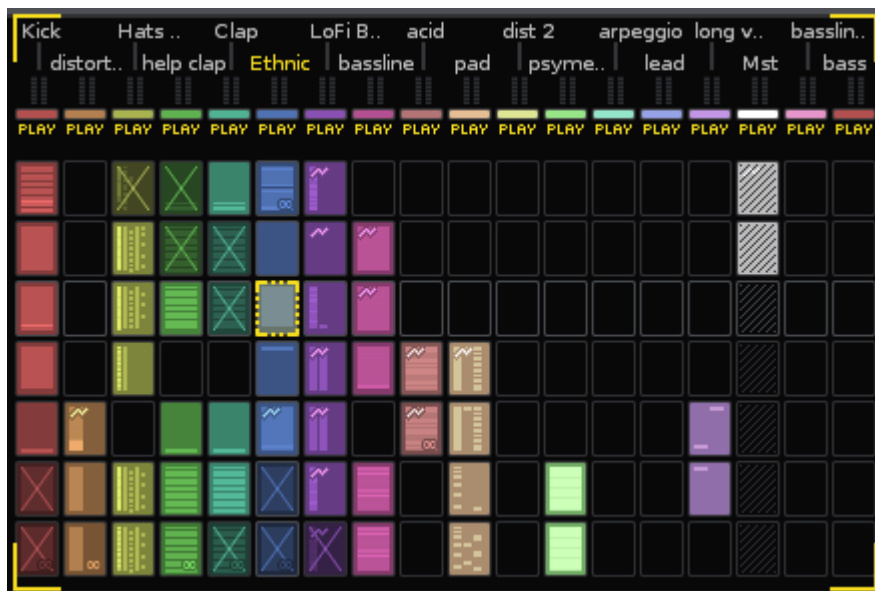 Kick Hats .. Clap LoFi B.. acid dist 2 arpeggio long v.. basslin..
distort.. help clap Ethnic bassline pad psyme.. lead Mst bass
PLAY PLAY PLAY PLAY PLAY PLAY PLAY PLAY PLAY PLAY PLAY PLAY PLAY PLAY PLAY PLAY PLAY PLAY